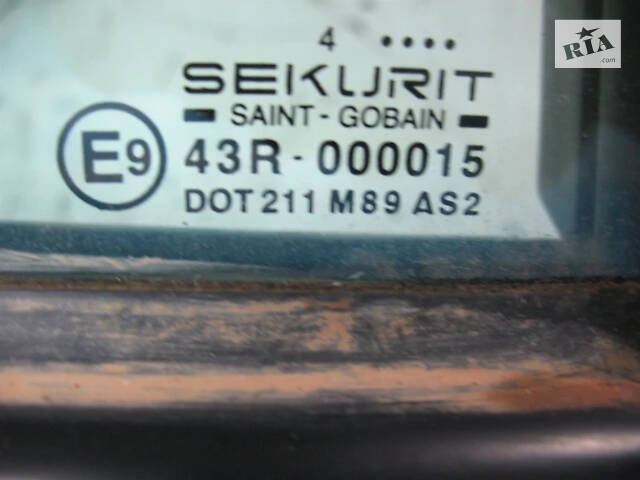 4 ••••
SEKURIT
SAINT-GOBAIN
E9
43R-000015
DOT 211 M89 AS2
RIA
.com